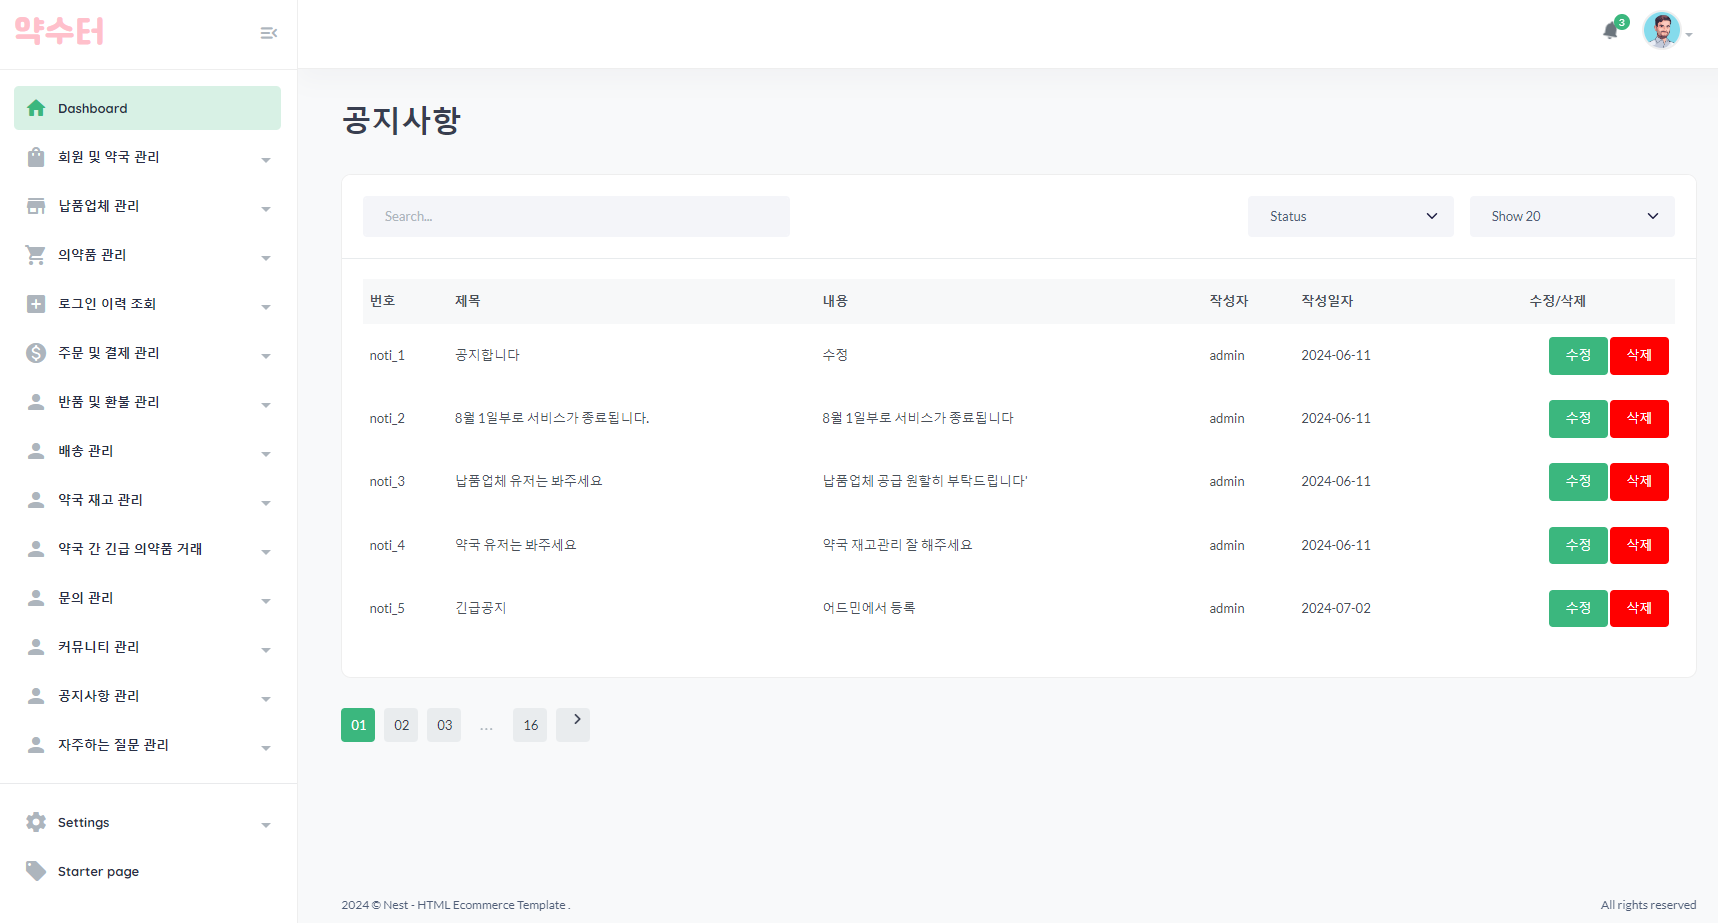 약수터
3
Dashboard
회원 및 약국 관리
납품업체 관리
의약품 관리
로그인 이력 조회
주문 및 결제 관리
반품 및 환불 관리
배송 관리
약국 재고 관리
약국 간 긴급 의약품 거래
문의 관리
커뮤니티 관리
공지사항 관리
자주하는 질문 관리
Settings
Starter page
공지사항
Search...
Status
Show 20
번호 제목 내용 작성자 작성일자 수정/삭제
noti_1 공지합니다 수정 admin 2024-06-11 수정 삭제
noti_2 8월 1일부로 서비스가 종료됩니다. 8월 1일부로 서비스가 종료됩니다 admin 2024-06-11 수정 삭제
noti_3 납품업체 유저는 봐주세요 납품업체 공급 원할히 부탁드립니다' admin 2024-06-11 수정 삭제
noti_4 약국 유저는 봐주세요 약국 재고관리 잘 해주세요 admin 2024-06-11 수정 삭제
noti_5 긴급공지 어드민에서 등록 admin 2024-07-02 수정 삭제
01 02 03 ... 16
2024 © Nest - HTML Ecommerce Template .
All rights reserved